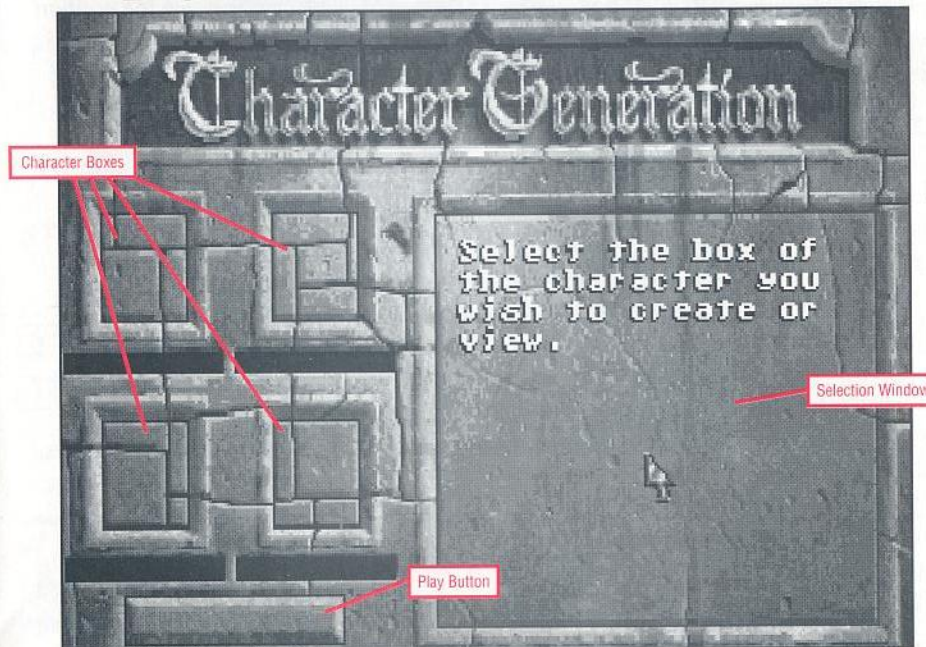 Character Generation
Character Boxes
Select the box of
the character you
wish to create or
view.
Selection Window
Play Button